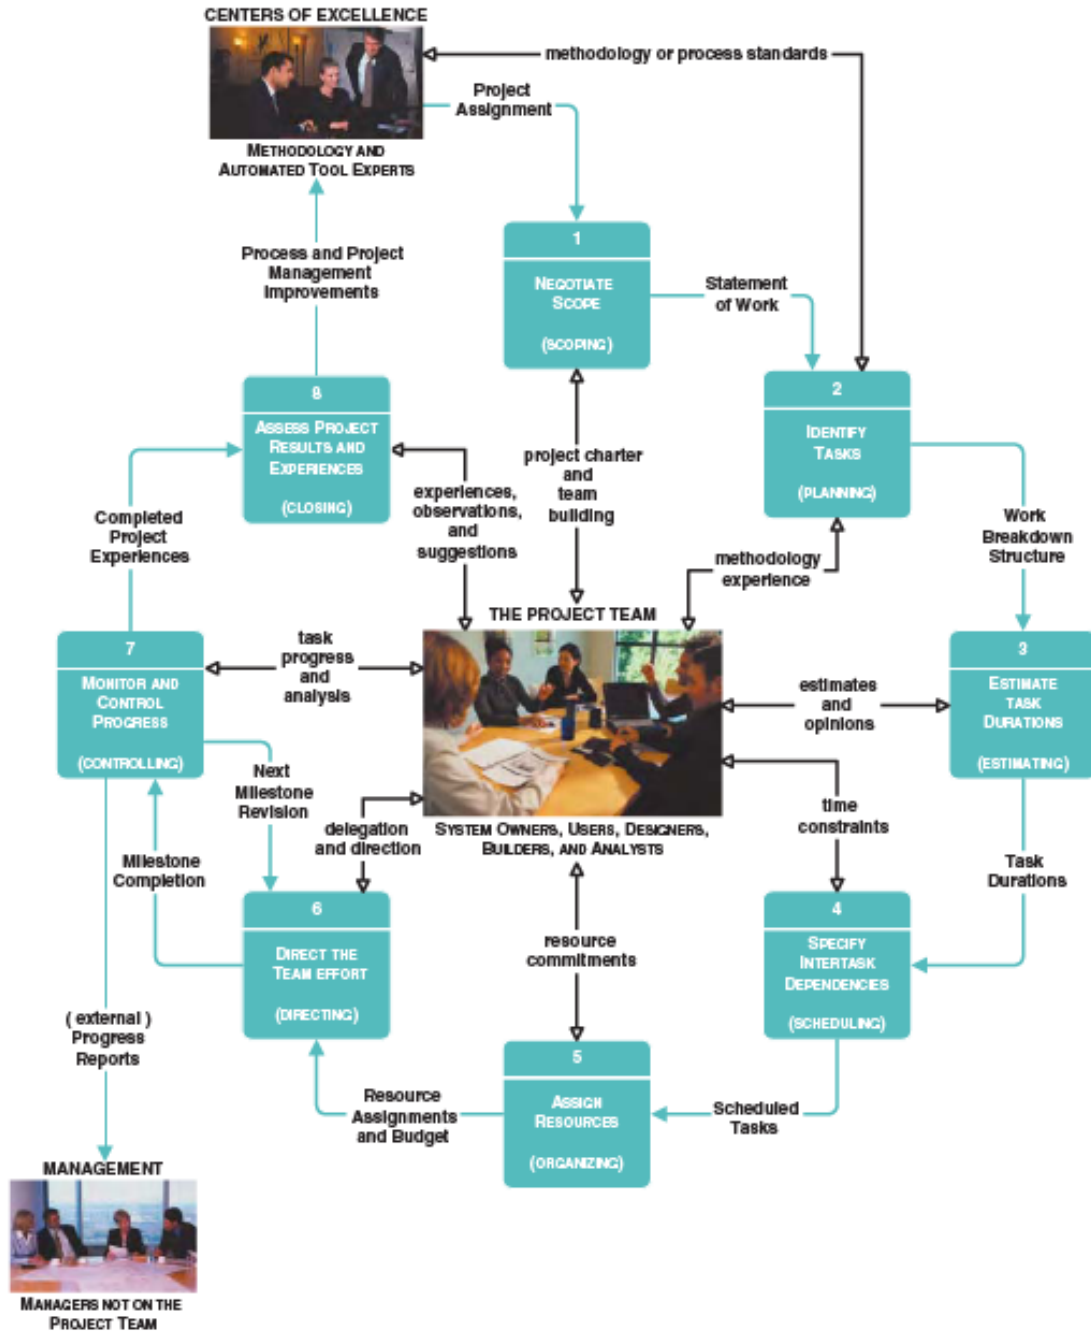 CENTERS OF EXCELLENCE
METHODOLOGY AND
AUTOMATED TOOL EXPERTS
methodology or process standards
Project
Assignment
Process and Project
Management
Improvements
1
NEGOTIATE
SCOPE
(SCOPING)
Statement
of Work
2
IDENTIFY
TASKS
(PLANNING)
8
ASSESS PROJECT
RESULTS AND
EXPERIENCES
(CLOSING)
project charter
and
team
building
experiences,
observations,
and
suggestions
Completed
Project
Experiences
methodology
experience
Work
Breakdown
Structure
THE PROJECT TEAM
SYSTEM OWNERS, USERS, DESIGNERS,
BUILDERS, AND ANALYSTS
7
MONITOR AND
CONTROL
PROGRESS
(CONTROLLING)
task
progress
and
analysis
estimates
and
opinions
3
ESTIMATE
TASK
DURATIONS
(ESTIMATING)
Next
Milestone
Revision
delegation
and direction
time
constraints
Milestone
Completion
Task
Durations
6
DIRECT THE
TEAM EFFORT
(DIRECTING)
resource
commitments
4
SPECIFY
INTERTASK
DEPENDENCIES
(SCHEDULING)
( external )
Progress
Reports
Resource
Assignments
and Budget
5
ASSIGN
RESOURCES
(ORGANIZING)
Scheduled
Tasks
MANAGEMENT
MANAGERS NOT ON THE
PROJECT TEAM